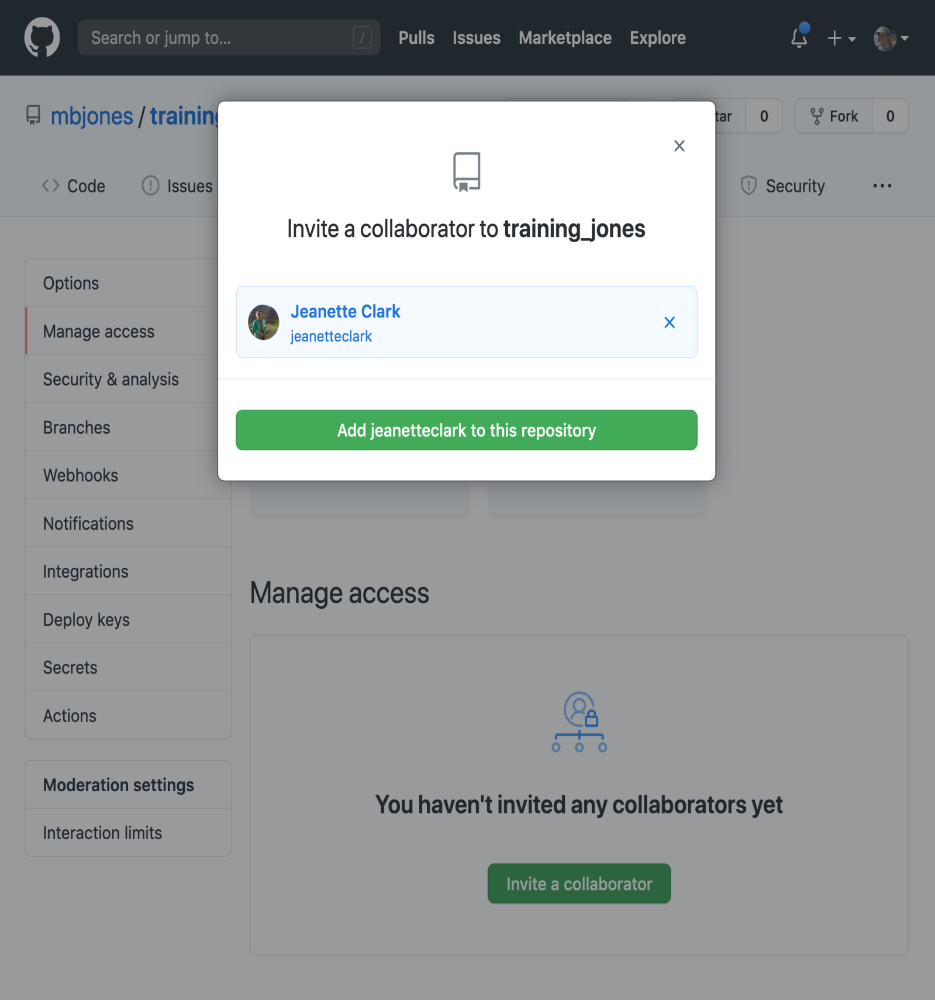 Search or jump to... /
Pulls Issues Marketplace Explore
mbjones /
0 Fork 0
Code Issues Security
Invite a collaborator to training_jones
Jeanette Clark
jeanetteclark
Add jeanetteclark to this repository
Options
Manage access
Security & analysis
Branches
Webhooks
Notifications
Integrations
Deploy keys
Secrets
Actions
Moderation settings
Interaction limits
Manage access
You haven't invited any collaborators yet
Invite a collaborator